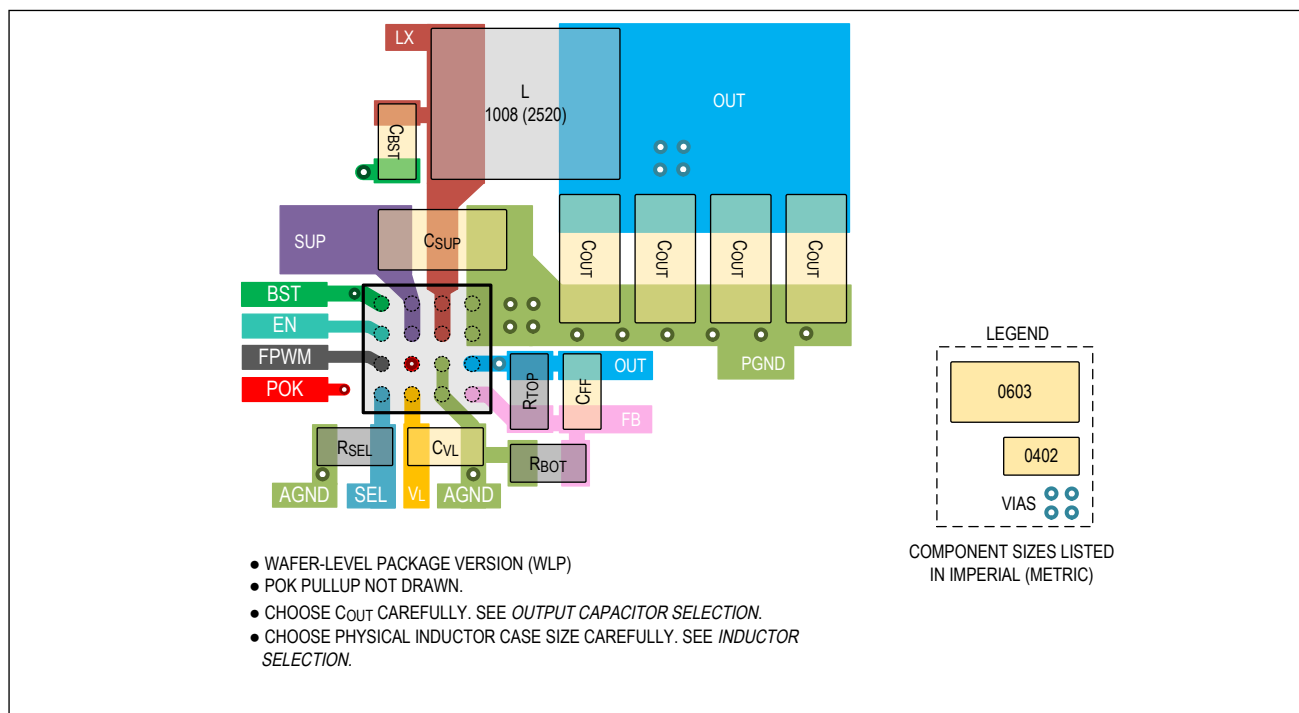 LX
L
1008 (2520)
OUT
CBST
SUP
CSUP
COUT
COUT
COUT
COUT
BST
EN
FPWM
POK
OUT
PGND
RTOP
CFF
FB
RSEL
CVL
RBOT
AGND
SEL
VL
AGND
LEGEND
0603
0402
VIAS
COMPONENT SIZES LISTED
IN IMPERIAL (METRIC)
● WAFER-LEVEL PACKAGE VERSION (WLP)
● POK PULLUP NOT DRAWN.
● CHOOSE COUT CAREFULLY. SEE OUTPUT CAPACITOR SELECTION.
● CHOOSE PHYSICAL INDUCTOR CASE SIZE CAREFULLY. SEE INDUCTOR
SELECTION.